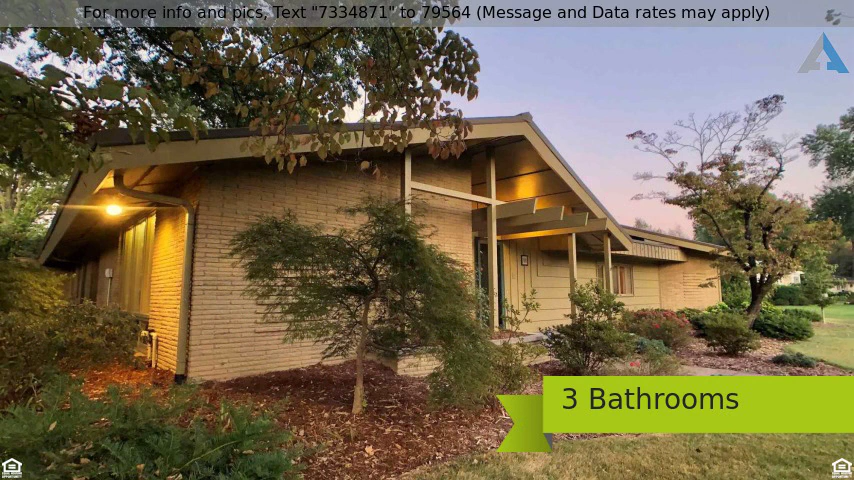 For more info and pics, Text "7334871" to 79564 (Message and Data rates may apply)
3 Bathrooms